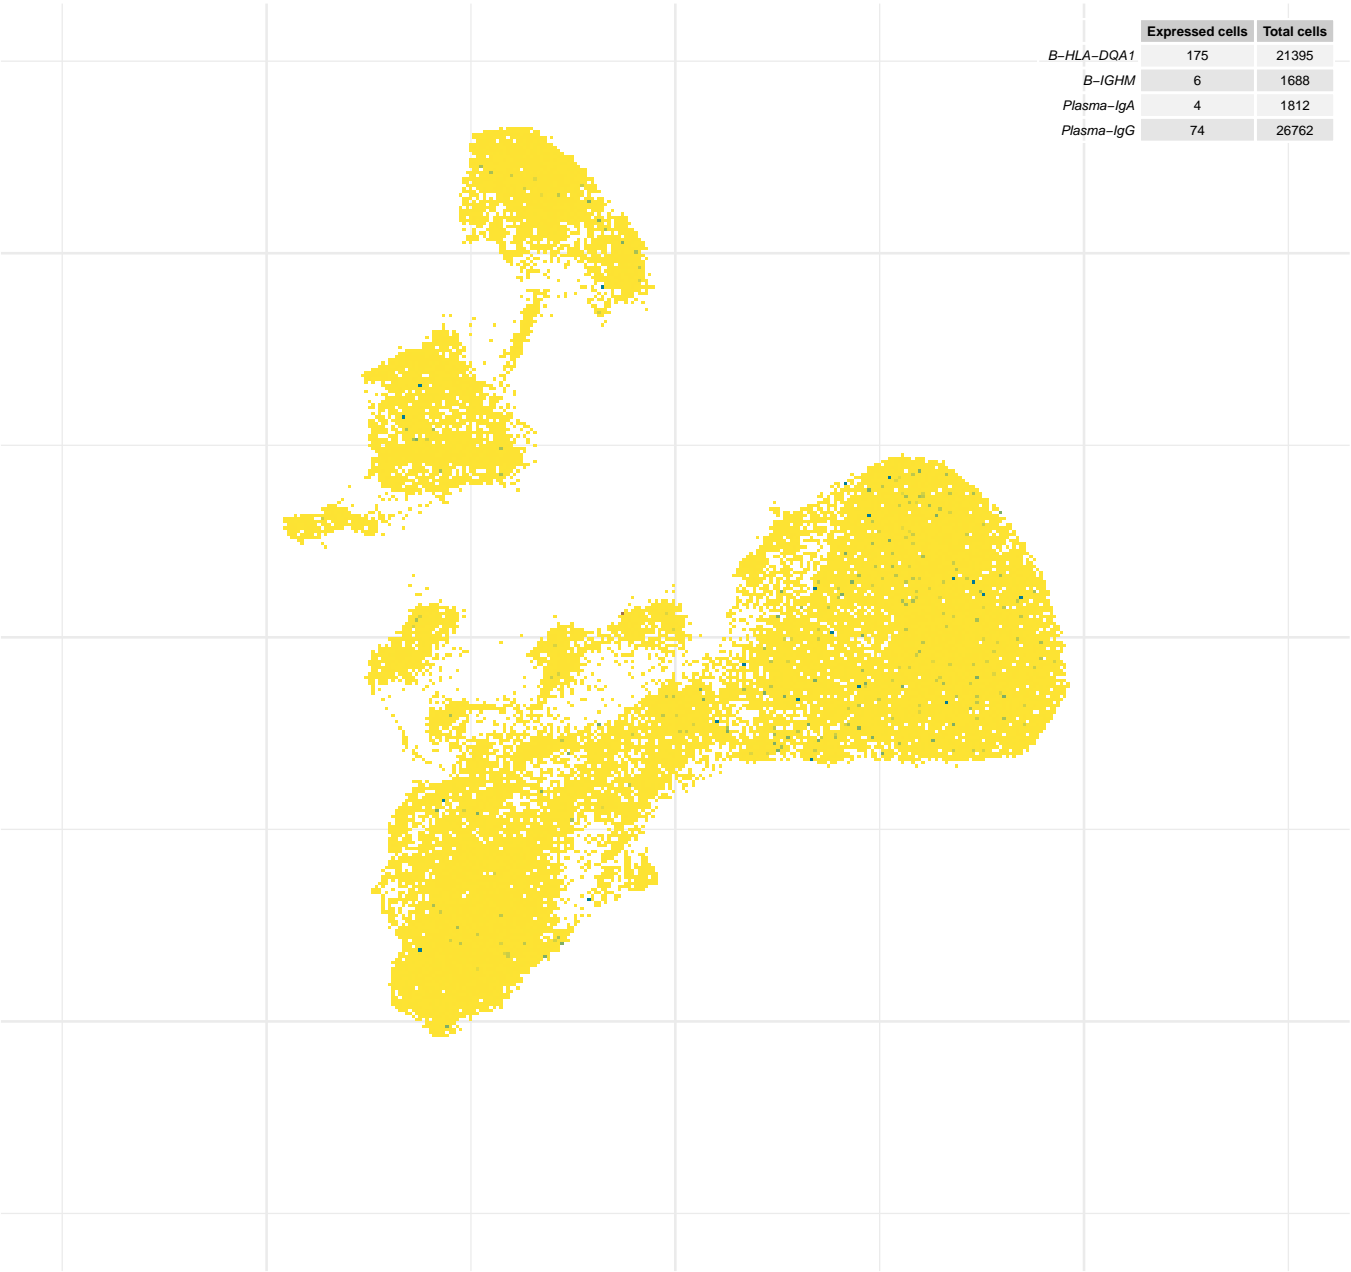 Expressed cells Total cells
B−HLA−DQA1 175 21395
B−IGHM 6 1688
Plasma−IgA 4 1812
Plasma−IgG 74 26762